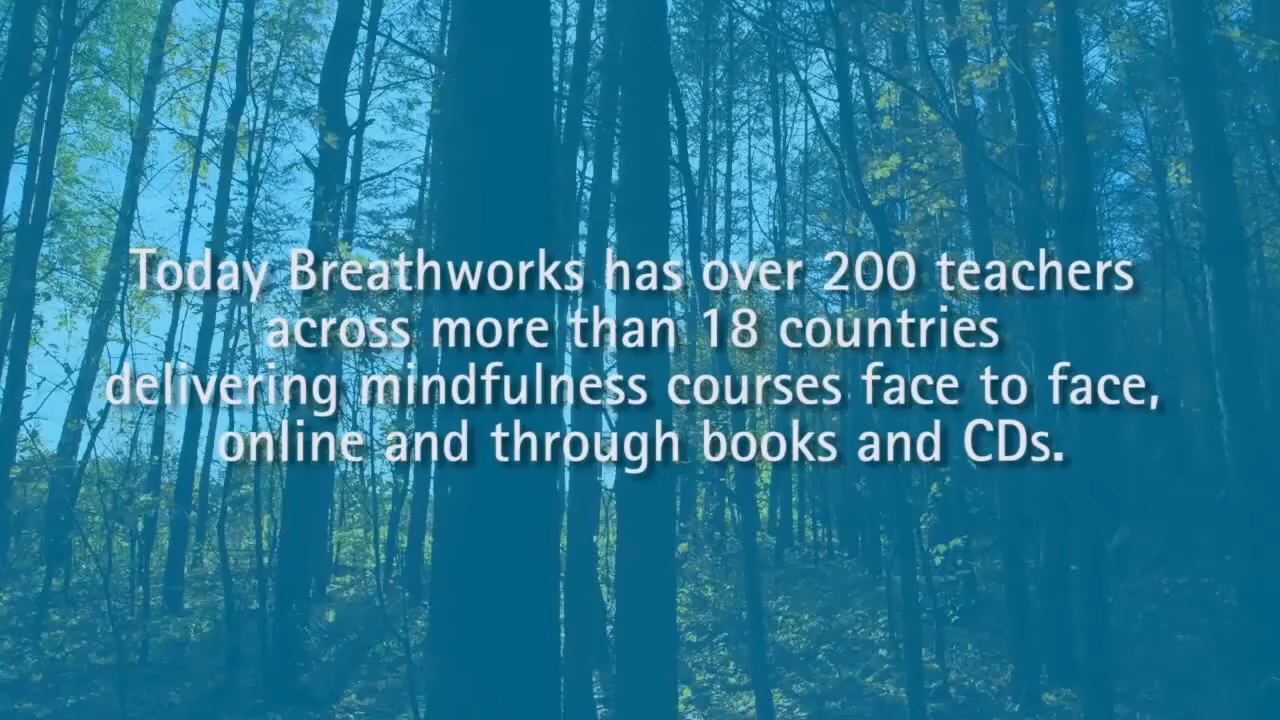 Today Breathworks has over 200 teachers
across more than 18 countries
delivering mindfulness courses face to face,
online and through books and CDs.